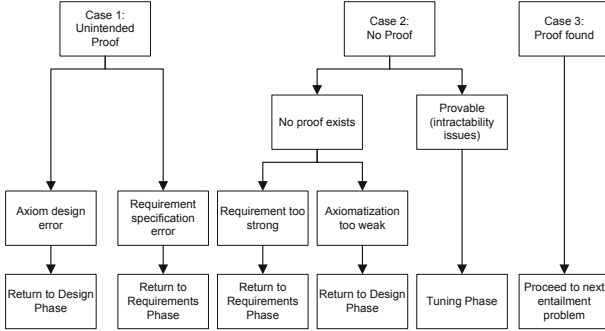 Case 1:
Unintended
Proof
Case 2:
No Proof
Case 3:
Proof found
No proof exists
Provable
(intractability
issues)
Axiom design
error
Requirement
specification
error
Requirement too
strong
Axiomatization
too weak
Return to Design
Phase
Return to
Requirements
Phase
Return to
Requirements Phase
Return to Design
Phase
Tuning Phase
Proceed to next
entailment
problem